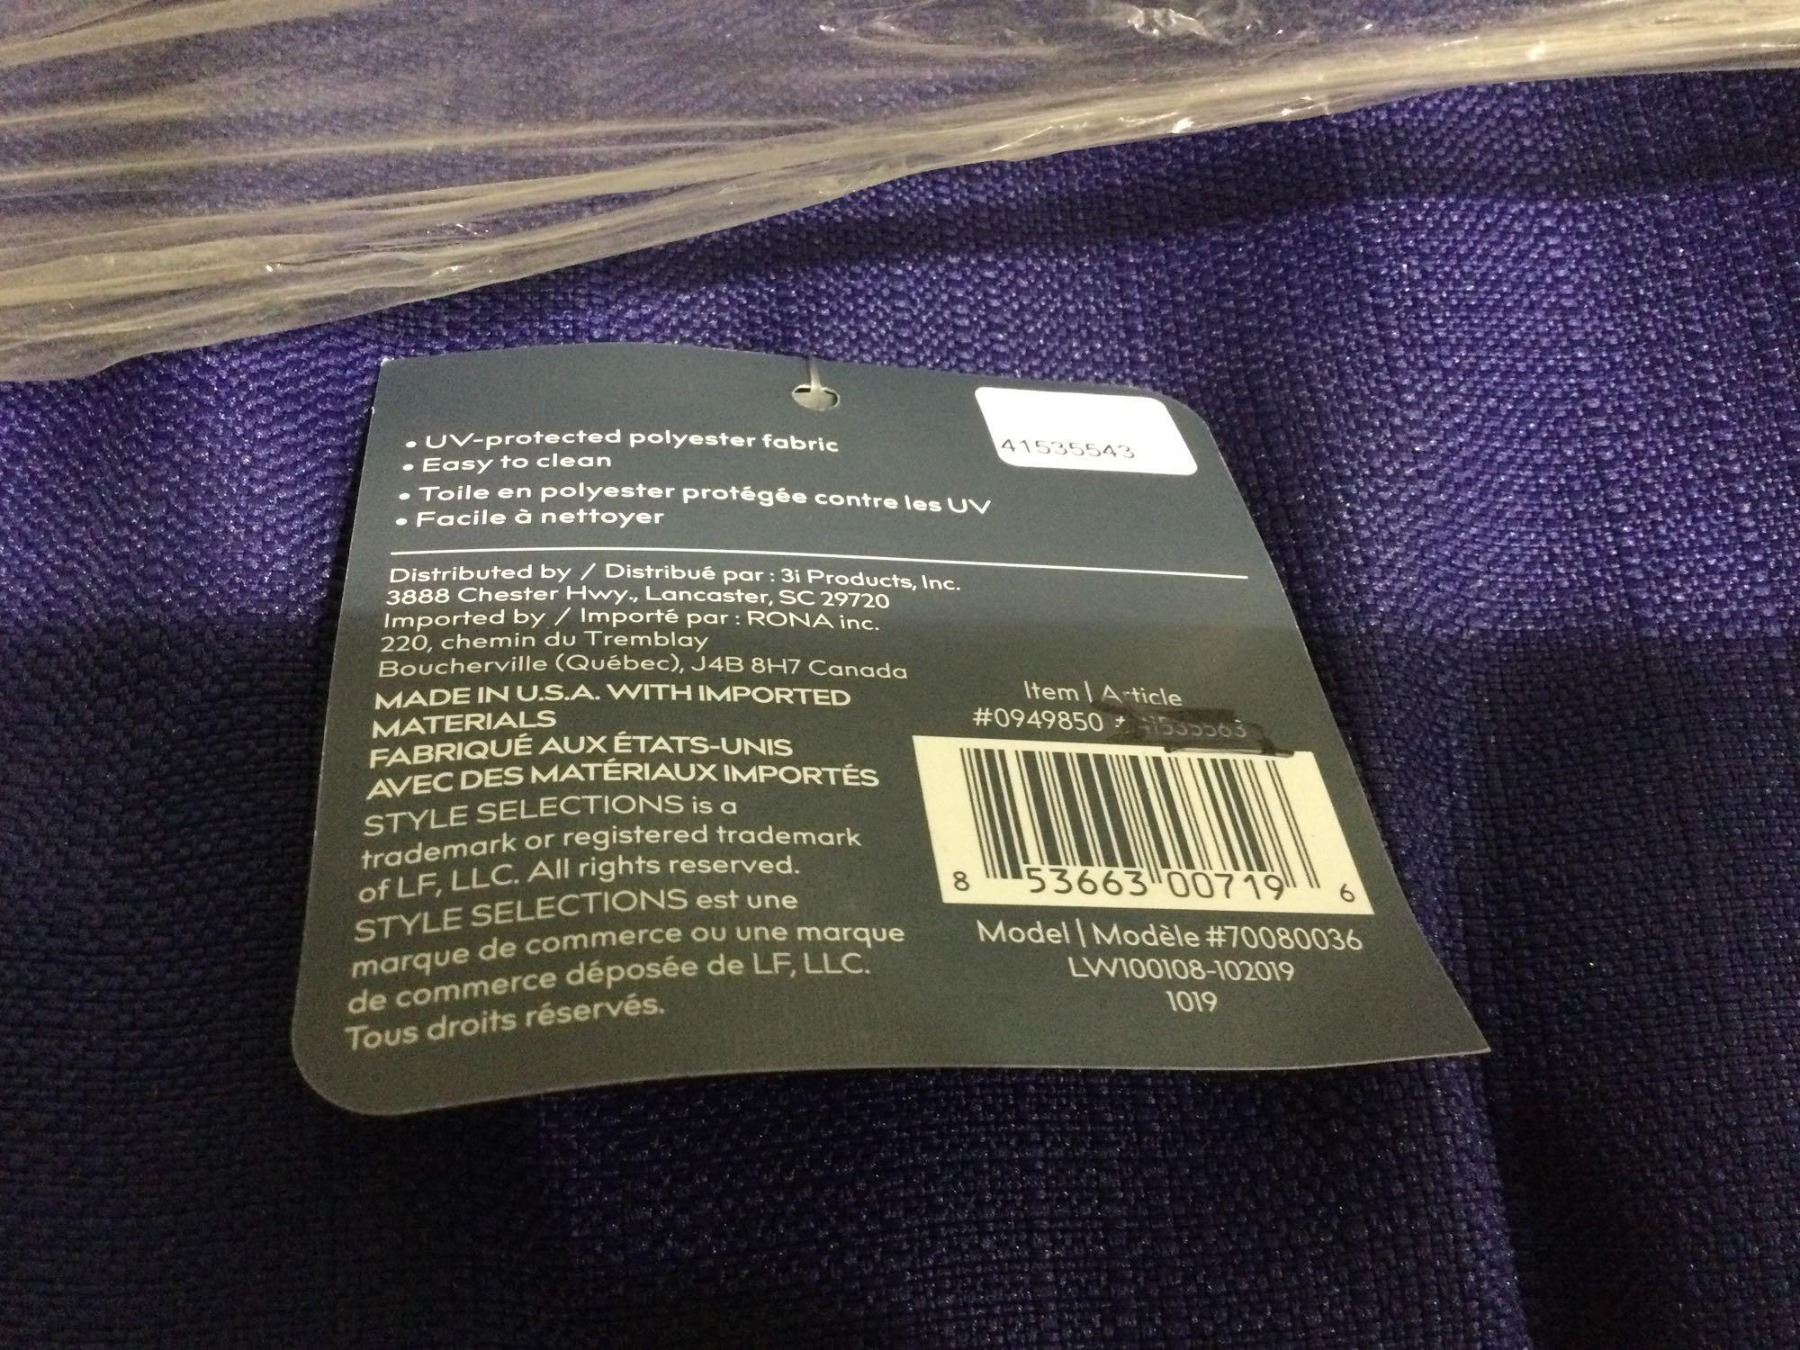 • UV-protected polyester fabric
• Easy to clean
• Toile en polyester protégée contre les UV
• Facile à nettoyer
41535543
Distributed by / Distribué par : 3i Products, Inc.
3888 Chester Hwy., Lancaster, SC 29720
Imported by / Importé par : RONA inc.
220, chemin du Tremblay
Boucherville (Québec), J4B 8H7 Canada
MADE IN U.S.A. WITH IMPORTED
MATERIALS
FABRIQUÉ AUX ÉTATS-UNIS
AVEC DES MATÉRIAUX IMPORTÉS
STYLE SELECTIONS is a
trademark or registered trademark
of LF, LLC. All rights reserved.
STYLE SELECTIONS est une
marque de commerce ou une marque
de commerce déposée de LF, LLC.
Tous droits réservés.
Item | Article
#0949850
8 53663 00719 6
Model | Modèle #70080036
LW100108-102019
1019